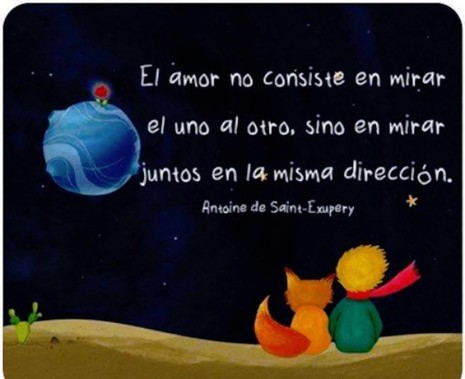 El amor no consiste en mirar
el uno al otro, sino en mirar
juntos en la misma dirección.
Antoine de Saint-Exupery